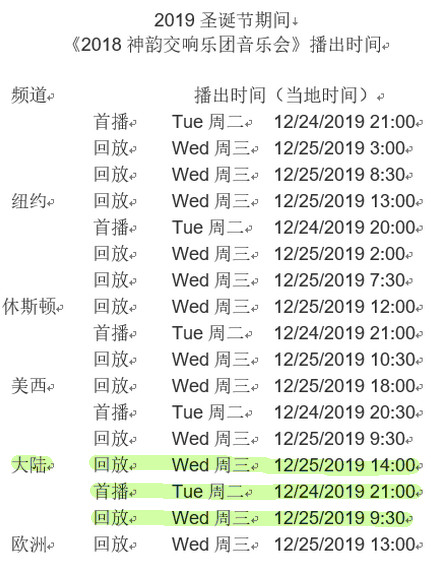 2019 圣诞节期间
《2018 神韵交响乐团音乐会》播出时间
频道 播出时间（当地时间）
首播 Tue 周二 12/24/2019 21:00
回放 Wed 周三 12/25/2019 3:00
回放 Wed 周三 12/25/2019 8:30
纽约 回放 Wed 周三 12/25/2019 13:00
首播 Tue 周二 12/24/2019 20:00
回放 Wed 周三 12/25/2019 2:00
回放 Wed 周三 12/25/2019 7:30
休斯顿 回放 Wed 周三 12/25/2019 12:00
首播 Tue 周二 12/24/2019 21:00
回放 Wed 周三 12/25/2019 10:30
美西 回放 Wed 周三 12/25/2019 18:00
首播 Tue 周二 12/24/2019 20:30
回放 Wed 周三 12/25/2019 9:30
大陆 回放 Wed 周三 12/25/2019 14:00
首播 Tue 周二 12/24/2019 21:00
回放 Wed 周三 12/25/2019 9:30
欧洲 回放 Wed 周三 12/25/2019 13:00